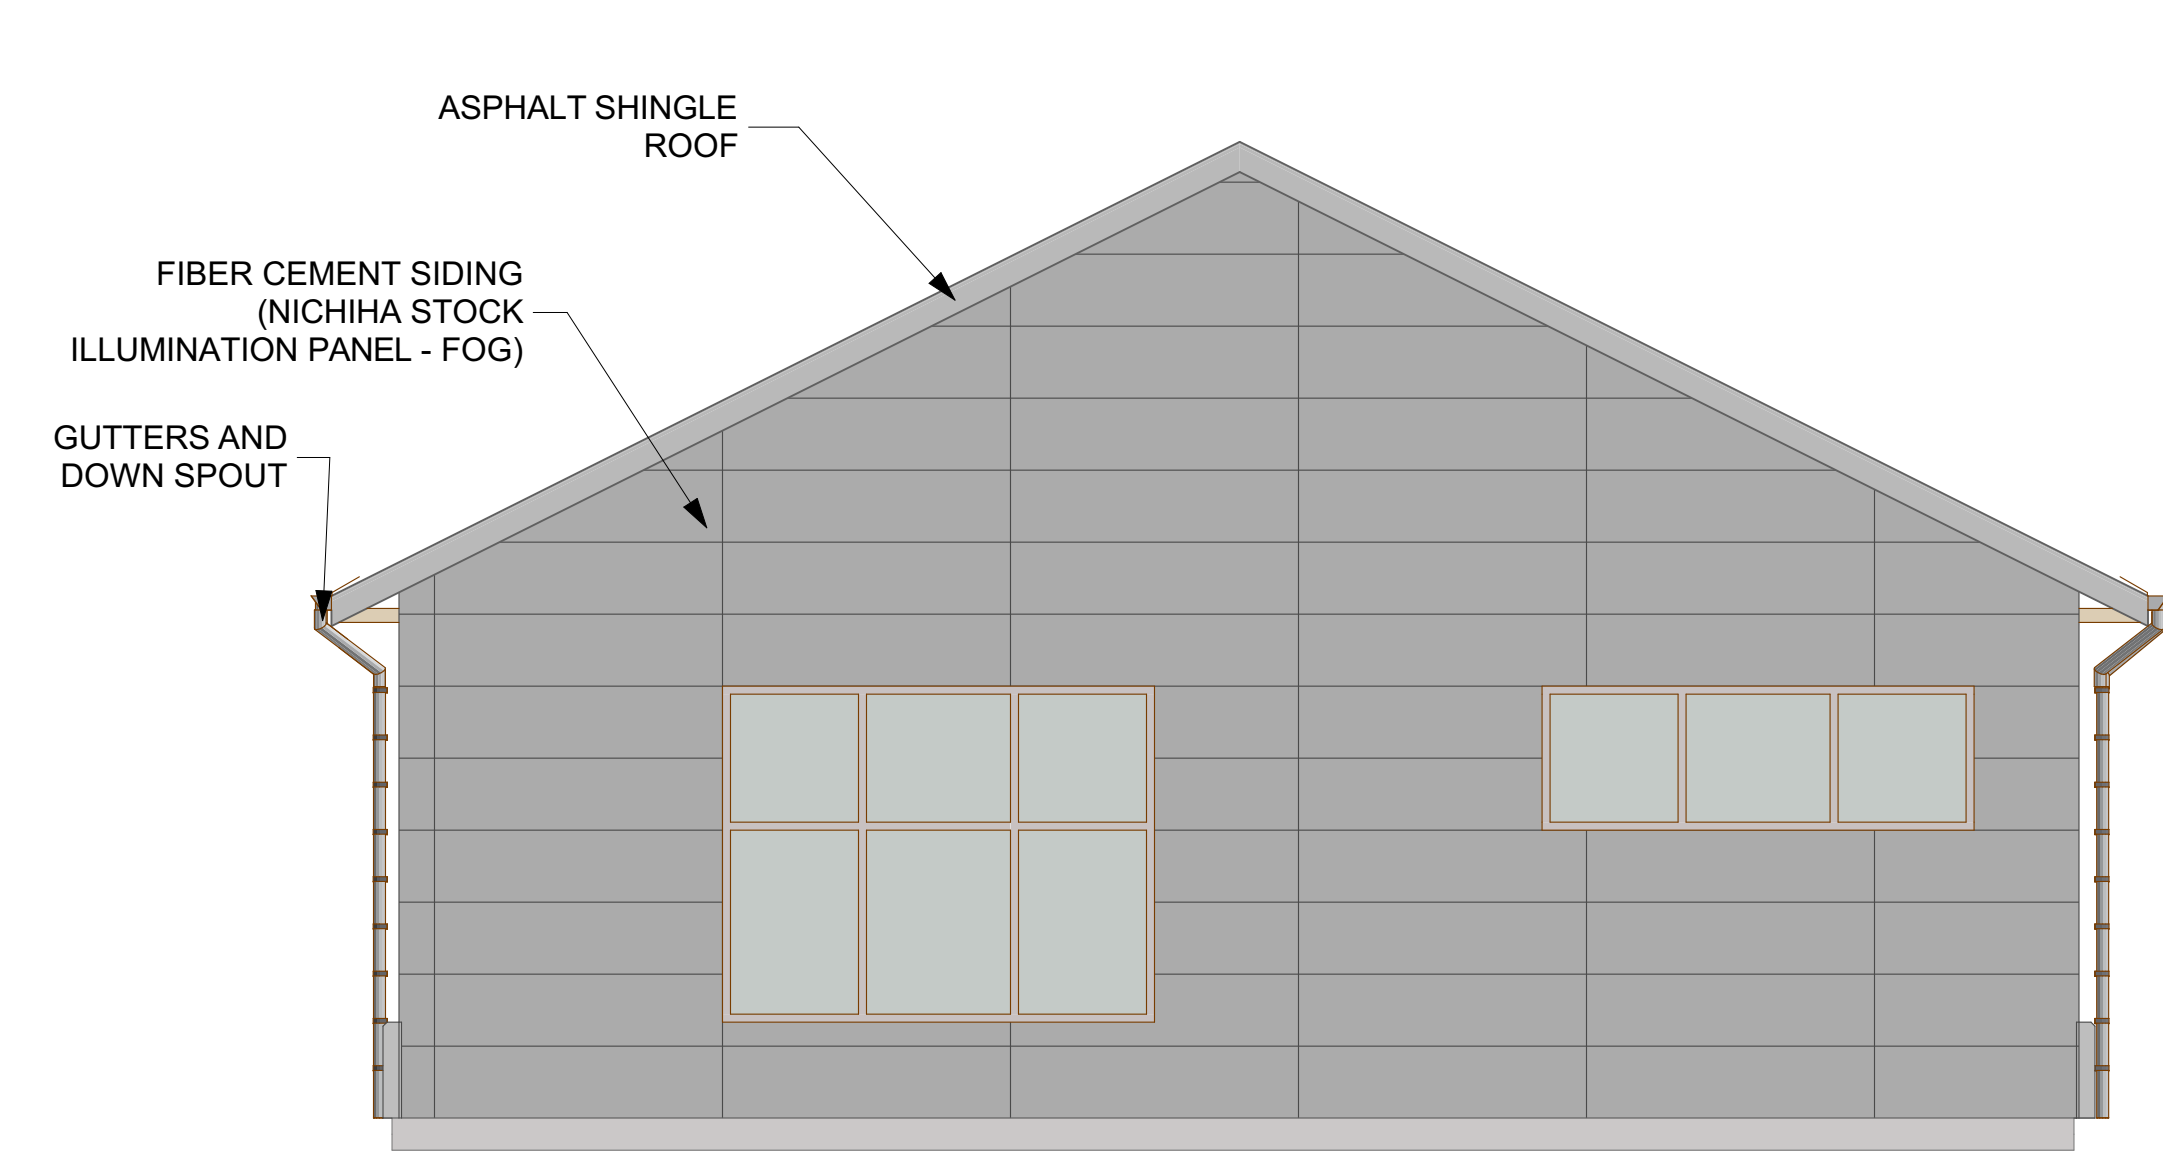 ASPHALT SHINGLE
ROOF
FIBER CEMENT SIDING
(NICHIHA STOCK
ILLUMINATION PANEL - FOG)
GUTTERS AND
DOWN SPOUT